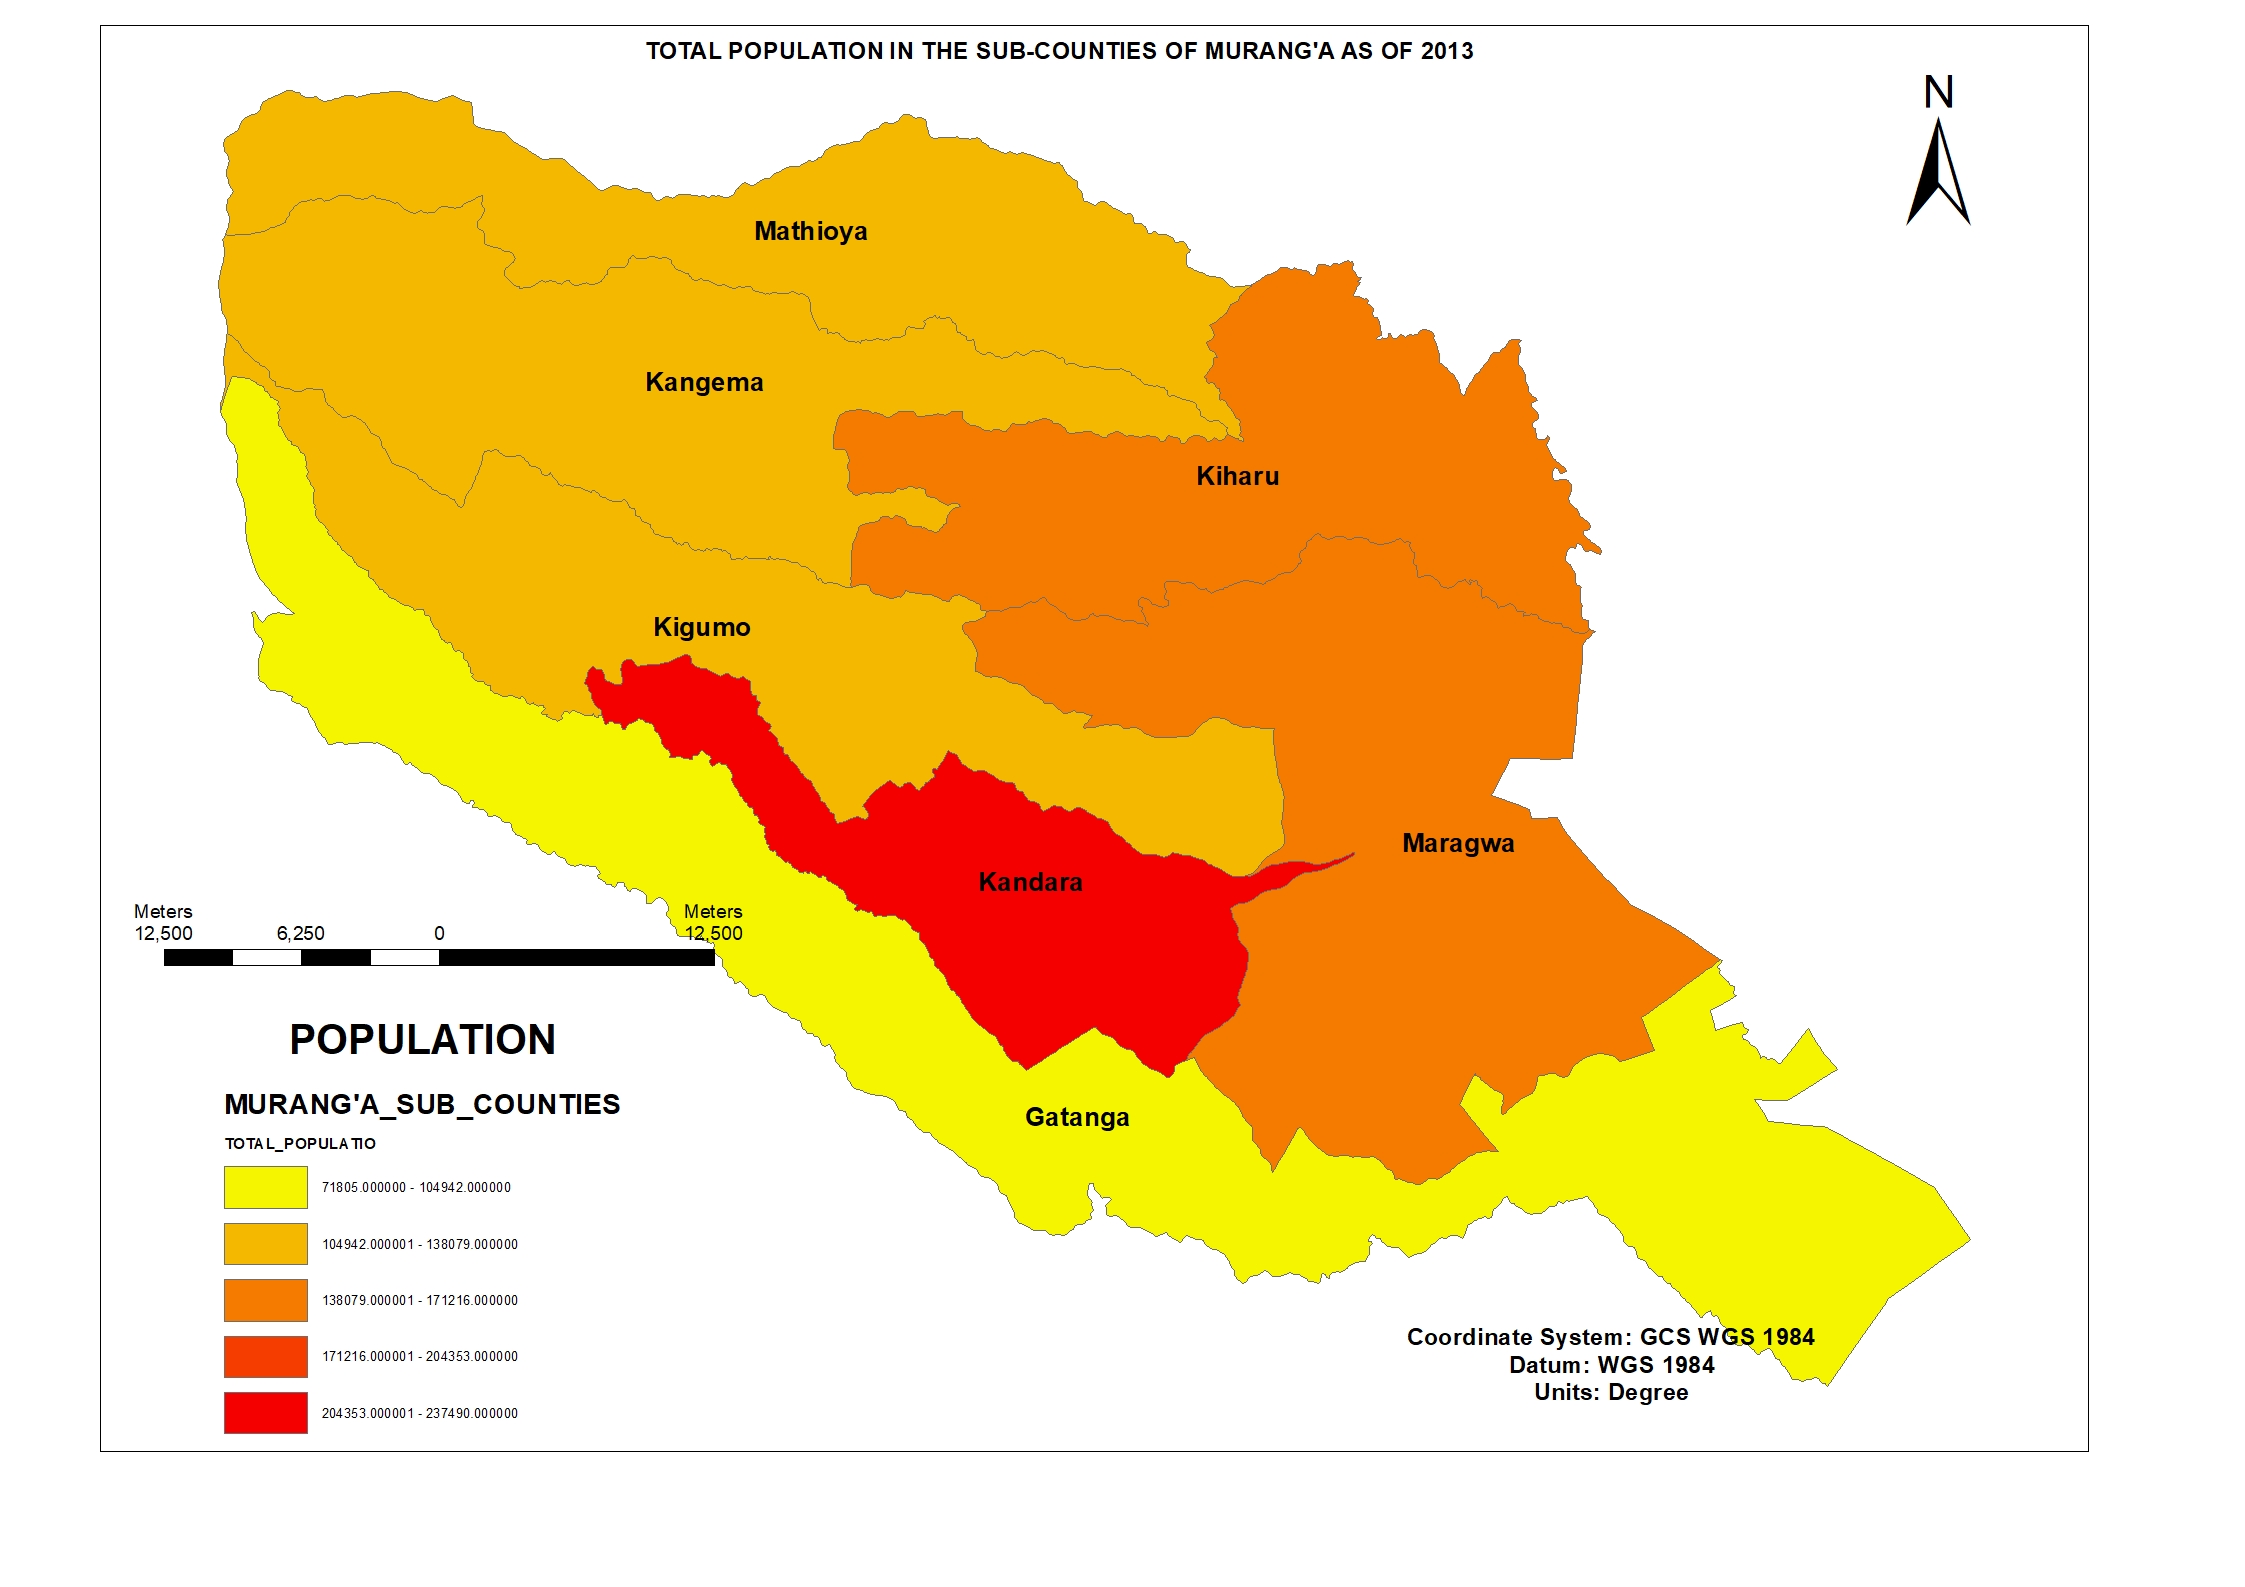 TOTAL POPULATION IN THE SUB-COUNTIES OF MURANG'A AS OF 2013
N
Mathioya
Kangema
Kiharu
Kigumo
Maragwa
Kandara
Meters Meters
12,500 6,250 0 12,500
POPULATION
MURANG'A_SUB_COUNTIES
Gatanga
TOTAL_POPULATIO
71805.000000 - 104942.000000
104942.000001 - 138079.000000
138079.000001 - 171216.000000
171216.000001 - 204353.000000
204353.000001 - 237490.000000
Coordinate System: GCS WGS 1984
Datum: WGS 1984
Units: Degree